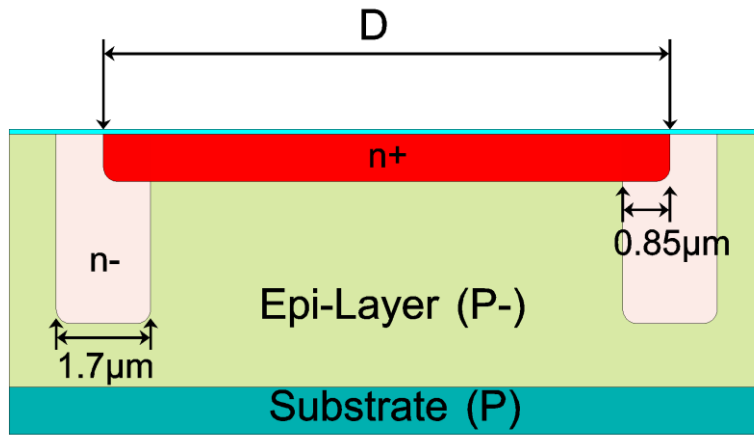 D
n+
n-
0.85μm
Epi-Layer (P-)
1.7μm
Substrate (P)